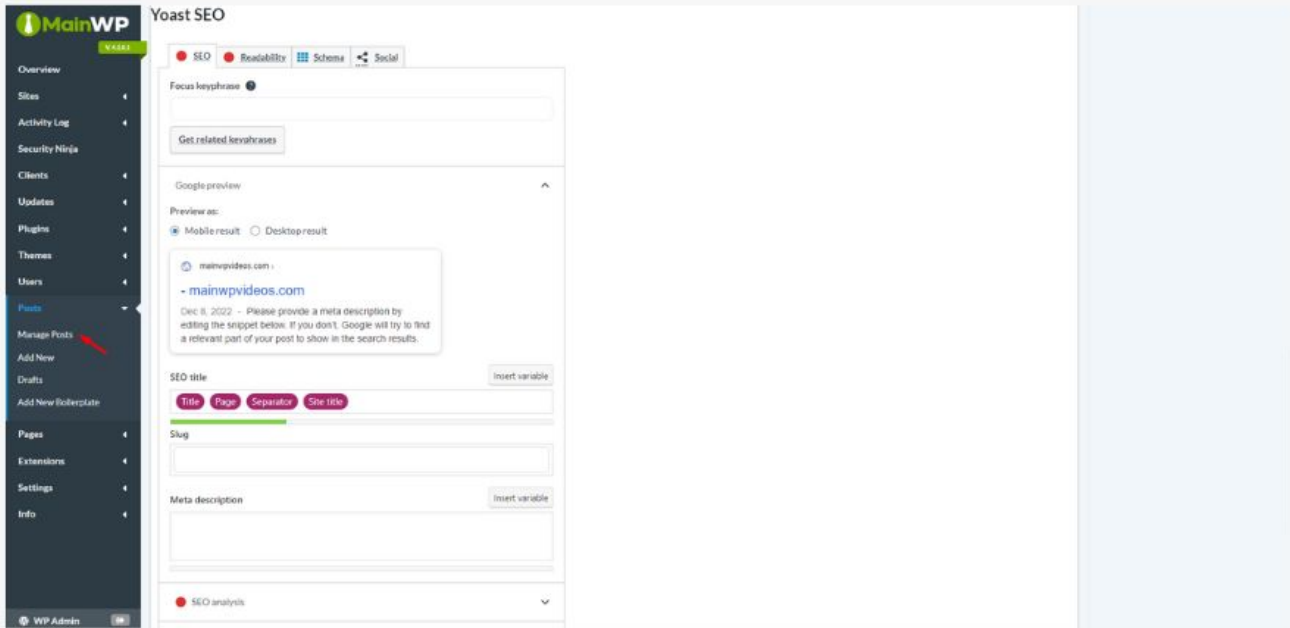 MainWP
Overview
Sites
Activity Log
Security Ninja
Clients
Updates
Plugins
Themes
Users
Posts
Manage Posts
Add New
Drafts
Add New Boilerplate
Pages
Extensions
Settings
Info
WP Admin
Yoast SEO
SEO Readability Schema Social
Focus keyphrase
Get related keyphrases
Google preview
Preview as:
Mobile result Desktop result
mainwpvideos.com ›
- mainwpvideos.com
Dec 8, 2022 - Please provide a meta description by
editing the snippet below. If you don't, Google will try to find
a relevant part of your post to show in the search results.
SEO title Insert variable
Title Page Separator Site title
Slug
Meta description Insert variable
SEO analysis